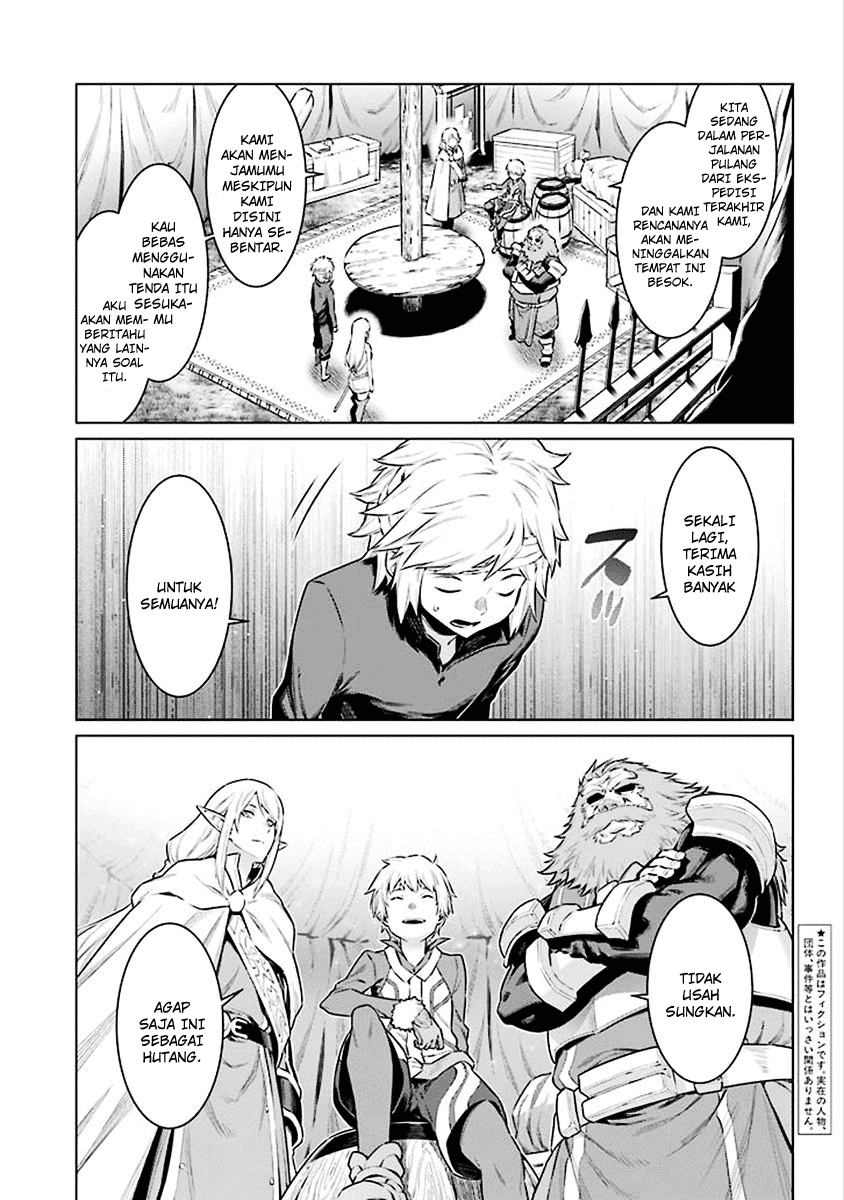 KITA
SEDANG
DALAM PER-
JALANAN
PULANG
DARI EKS-
PEDISI
TERAKHIR
KAMI,
DAN KAMI
RENCANANYA
AKAN ME-
NINGGALKAN
TEMPAT INI
BESOK.
KAMI
AKAN MEN-
JAMUMU
MESKIPUN
KAMI
DISINI
HANYA SE-
BENTAR.
KAU
BEBAS
MENGGU-
NAKAN
TENDA ITU
SESUKA-
MU
AKU
AKAN MEM-
BERITAHU
YANG LAIN-
NYA SOAL
ITU.
SEKALI
LAGI,
TERIMA
KASIH
BANYAK
ズッ
UNTUK
SEMUANYA!
TIDAK
USAH
SUNGKAN.
AGAP
SAJA INI
SEBAGAI
HUTANG.
★この作品はフィクションです。実在の人物、
団体、事件等とはいっさい関係ありません。